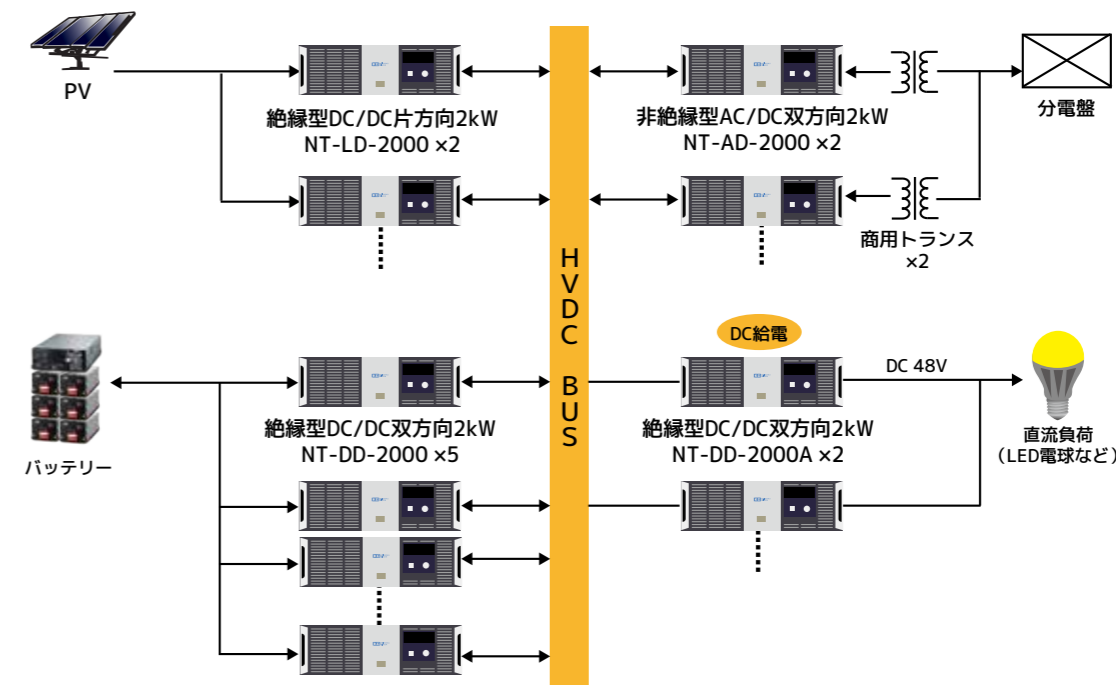 PV
絶縁型DC/DC片方向2kW
NT-LD-2000 ×2
非絶縁型AC/DC双方向2kW
NT-AD-2000 ×2
分電盤
商用トランス
×2
HVDC BUS
DC給電
DC 48V
バッテリー
絶縁型DC/DC双方向2kW
NT-DD-2000 ×5
絶縁型DC/DC双方向2kW
NT-DD-2000A ×2
直流負荷
（LED電球など）